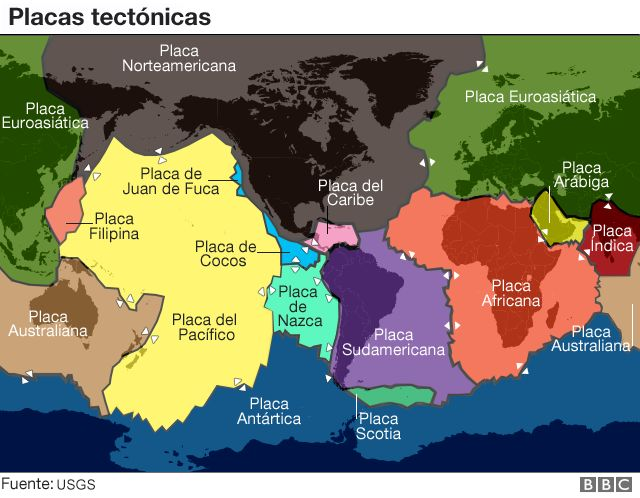 Placas tectónicas
Placa
Norteamericana
Placa
Euroasiática
Placa Euroasiática
Placa de
Juan de Fuca
Placa del
Caribe
Placa
Arábiga
Placa
Filipina
Placa de
Cocos
Placa
Índica
Placa
Australiana
Placa del
Pacífico
Placa
de
Nazca
Placa
Sudamericana
Placa
Africana
Placa
Australiana
Placa
Antártica
Placa
Scotia
Fuente: USGS
BBC